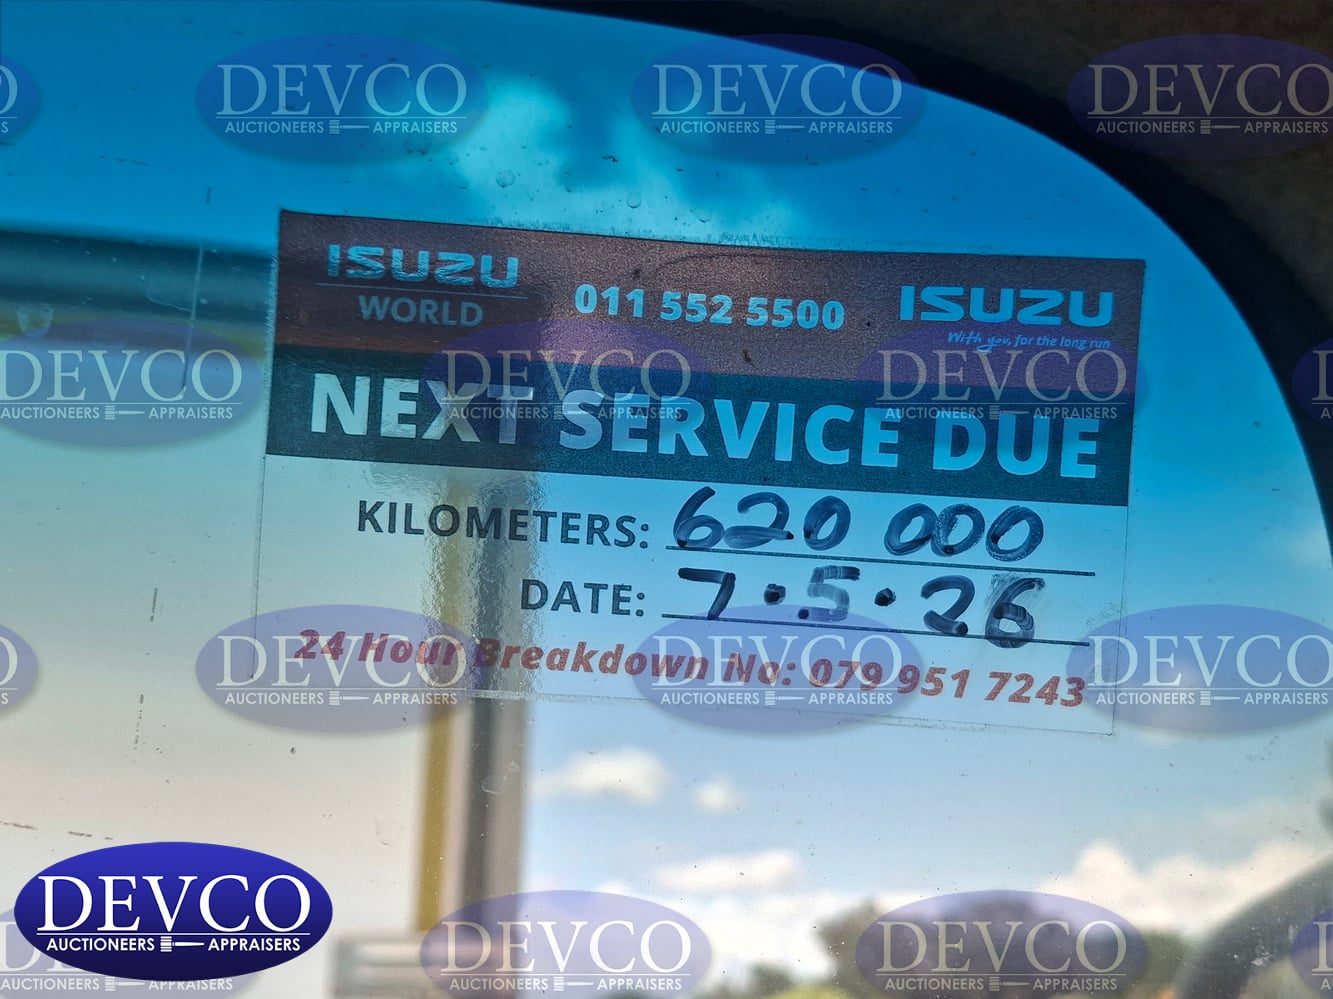 ISUZU
WORLD
011 552 5500
ISUZU
With you, for the long run
NEXT SERVICE DUE
KILOMETERS: 620 000
DATE: 7.5.26
24 Hour Breakdown No: 079 951 7243
DEVCO
AUCTIONEERS APPRAISERS